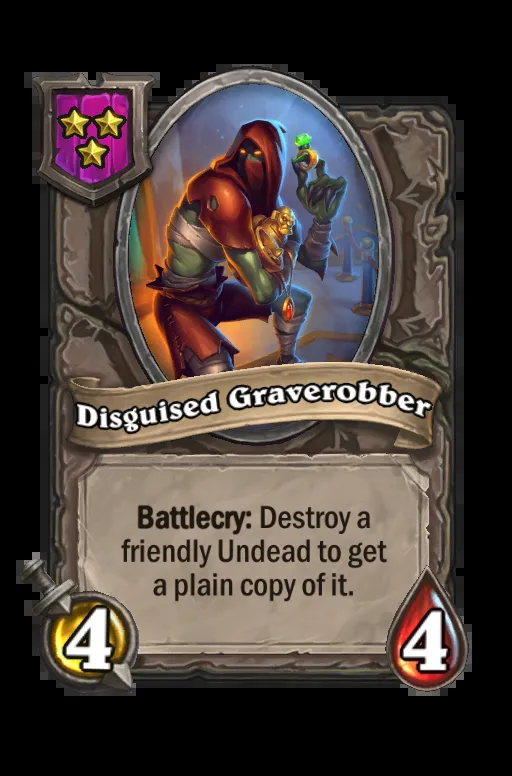 Disguised Graverobber
Battlecry: Destroy a
friendly Undead to get
a plain copy of it.
4
4